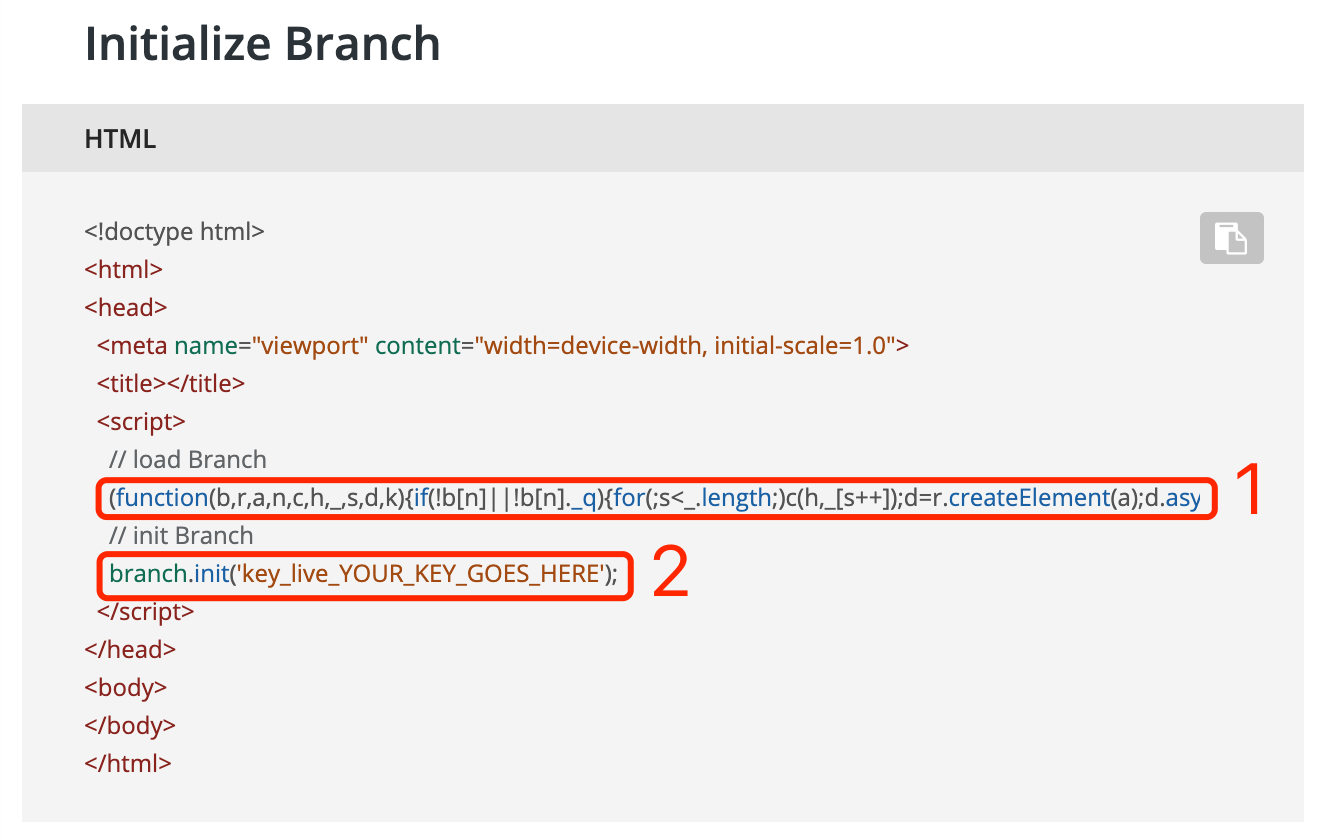 Initialize Branch
HTML
<!doctype html>
<html>
<head>
<meta name="viewport" content="width=device-width, initial-scale=1.0">
<title></title>
<script>
// load Branch
(function(b,r,a,n,c,h,_,s,d,k){if(!b[n]||!b[n]._q){for(;s<_.length;)c(h,_[s++]);d=r.createElement(a);d.asy 1
// init Branch
branch.init('key_live_YOUR_KEY_GOES_HERE'); 2
</script>
</head>
<body>
</body>
</html>